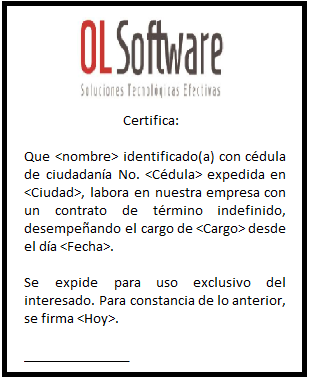 OL Software
Soluciones Tecnológicas Efectivas
Certifica:
Que <nombre> identificado(a) con cédula
de ciudadanía No. <Cédula> expedida en
<Ciudad>, labora en nuestra empresa con
un contrato de término indefinido,
desempeñando el cargo de <Cargo> desde
el día <Fecha>.
Se expide para uso exclusivo del
interesado. Para constancia de lo anterior,
se firma <Hoy>.